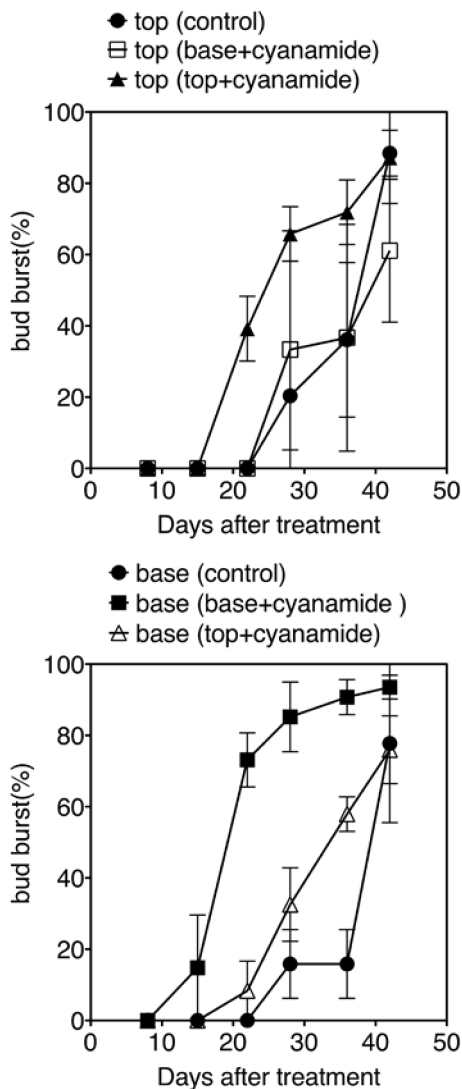 top (control)
top (base+cyanamide)
top (top+cyanamide)
100
80
60
40
20
0
bud burst(%)
0 10 20 30 40 50
Days after treatment
base (control)
base (base+cyanamide )
base (top+cyanamide)
100
80
60
40
20
0
bud burst(%)
0 10 20 30 40 50
Days after treatment